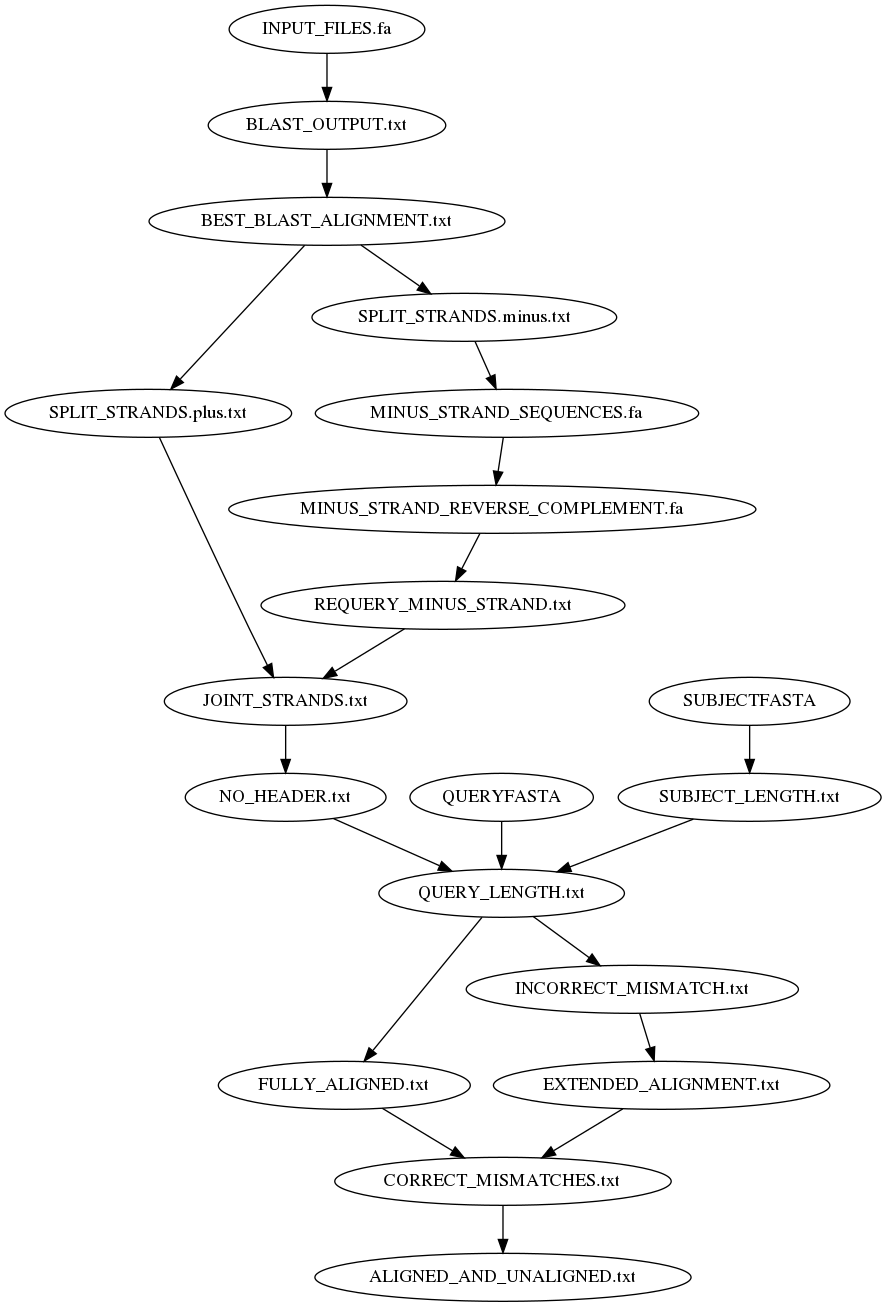 INPUT_FILES.fa
BLAST_OUTPUT.txt
BEST_BLAST_ALIGNMENT.txt
SPLIT_STRANDS.minus.txt
SPLIT_STRANDS.plus.txt
MINUS_STRAND_SEQUENCES.fa
MINUS_STRAND_REVERSE_COMPLEMENT.fa
REQUERY_MINUS_STRAND.txt
JOINT_STRANDS.txt
SUBJECTFASTA
NO_HEADER.txt
QUERYFASTA
SUBJECT_LENGTH.txt
QUERY_LENGTH.txt
INCORRECT_MISMATCH.txt
FULLY_ALIGNED.txt
EXTENDED_ALIGNMENT.txt
CORRECT_MISMATCHES.txt
ALIGNED_AND_UNALIGNED.txt